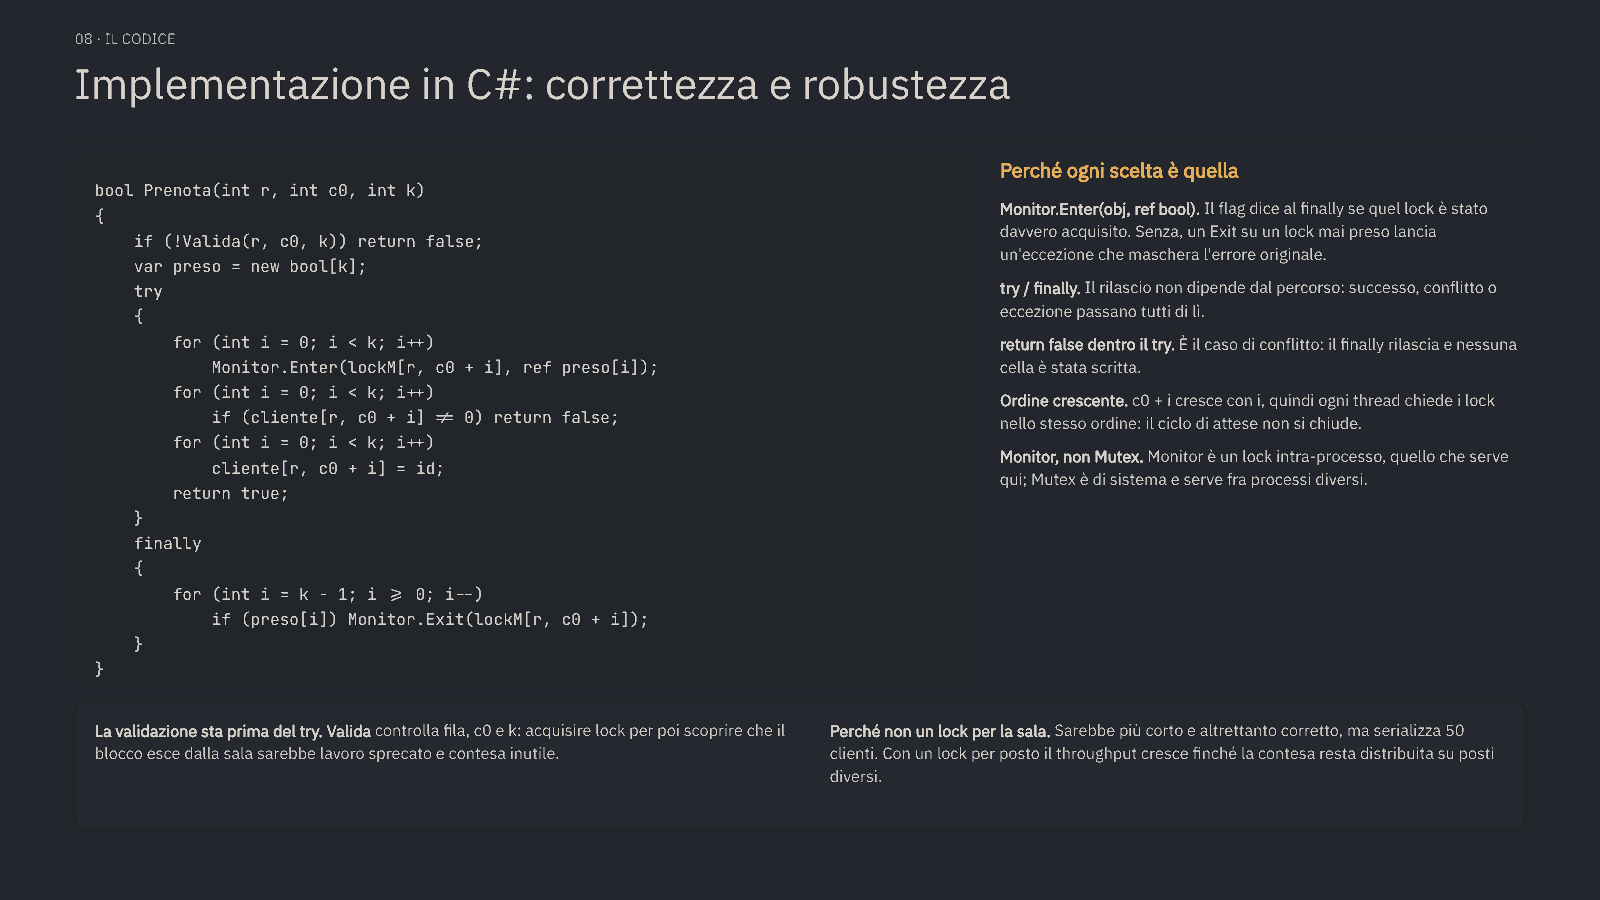 08 · IL CODICE
Implementazione in C#: correttezza e robustezza
bool Prenota(int r, int c0, int k)
{
    if (!Valida(r, c0, k)) return false;
    var preso = new bool[k];
    try
    {
        for (int i = 0; i < k; i++)
            Monitor.Enter(lockM[r, c0 + i], ref preso[i]);
        for (int i = 0; i < k; i++)
            if (cliente[r, c0 + i] ≠ 0) return false;
        for (int i = 0; i < k; i++)
            cliente[r, c0 + i] = id;
        return true;
    }
    finally
    {
        for (int i = k - 1; i ⩾ 0; i--)
            if (preso[i]) Monitor.Exit(lockM[r, c0 + i]);
    }
}
Perché ogni scelta è quella
Monitor.Enter(obj, ref bool). Il flag dice al finally se quel lock è stato
davvero acquisito. Senza, un Exit su un lock mai preso lancia
un'eccezione che maschera l'errore originale.
try / finally. Il rilascio non dipende dal percorso: successo, conflitto o
eccezione passano tutti di lì.
return false dentro il try. È il caso di conflitto: il finally rilascia e nessuna
cella è stata scritta.
Ordine crescente. c0 + i cresce con i, quindi ogni thread chiede i lock
nello stesso ordine: il ciclo di attese non si chiude.
Monitor, non Mutex. Monitor è un lock intra-processo, quello che serve
qui; Mutex è di sistema e serve fra processi diversi.
La validazione sta prima del try. Valida controlla fila, c0 e k: acquisire lock per poi scoprire che il
blocco esce dalla sala sarebbe lavoro sprecato e contesa inutile.
Perché non un lock per la sala. Sarebbe più corto e altrettanto corretto, ma serializza 50
clienti. Con un lock per posto il throughput cresce finché la contesa resta distribuita su posti
diversi.